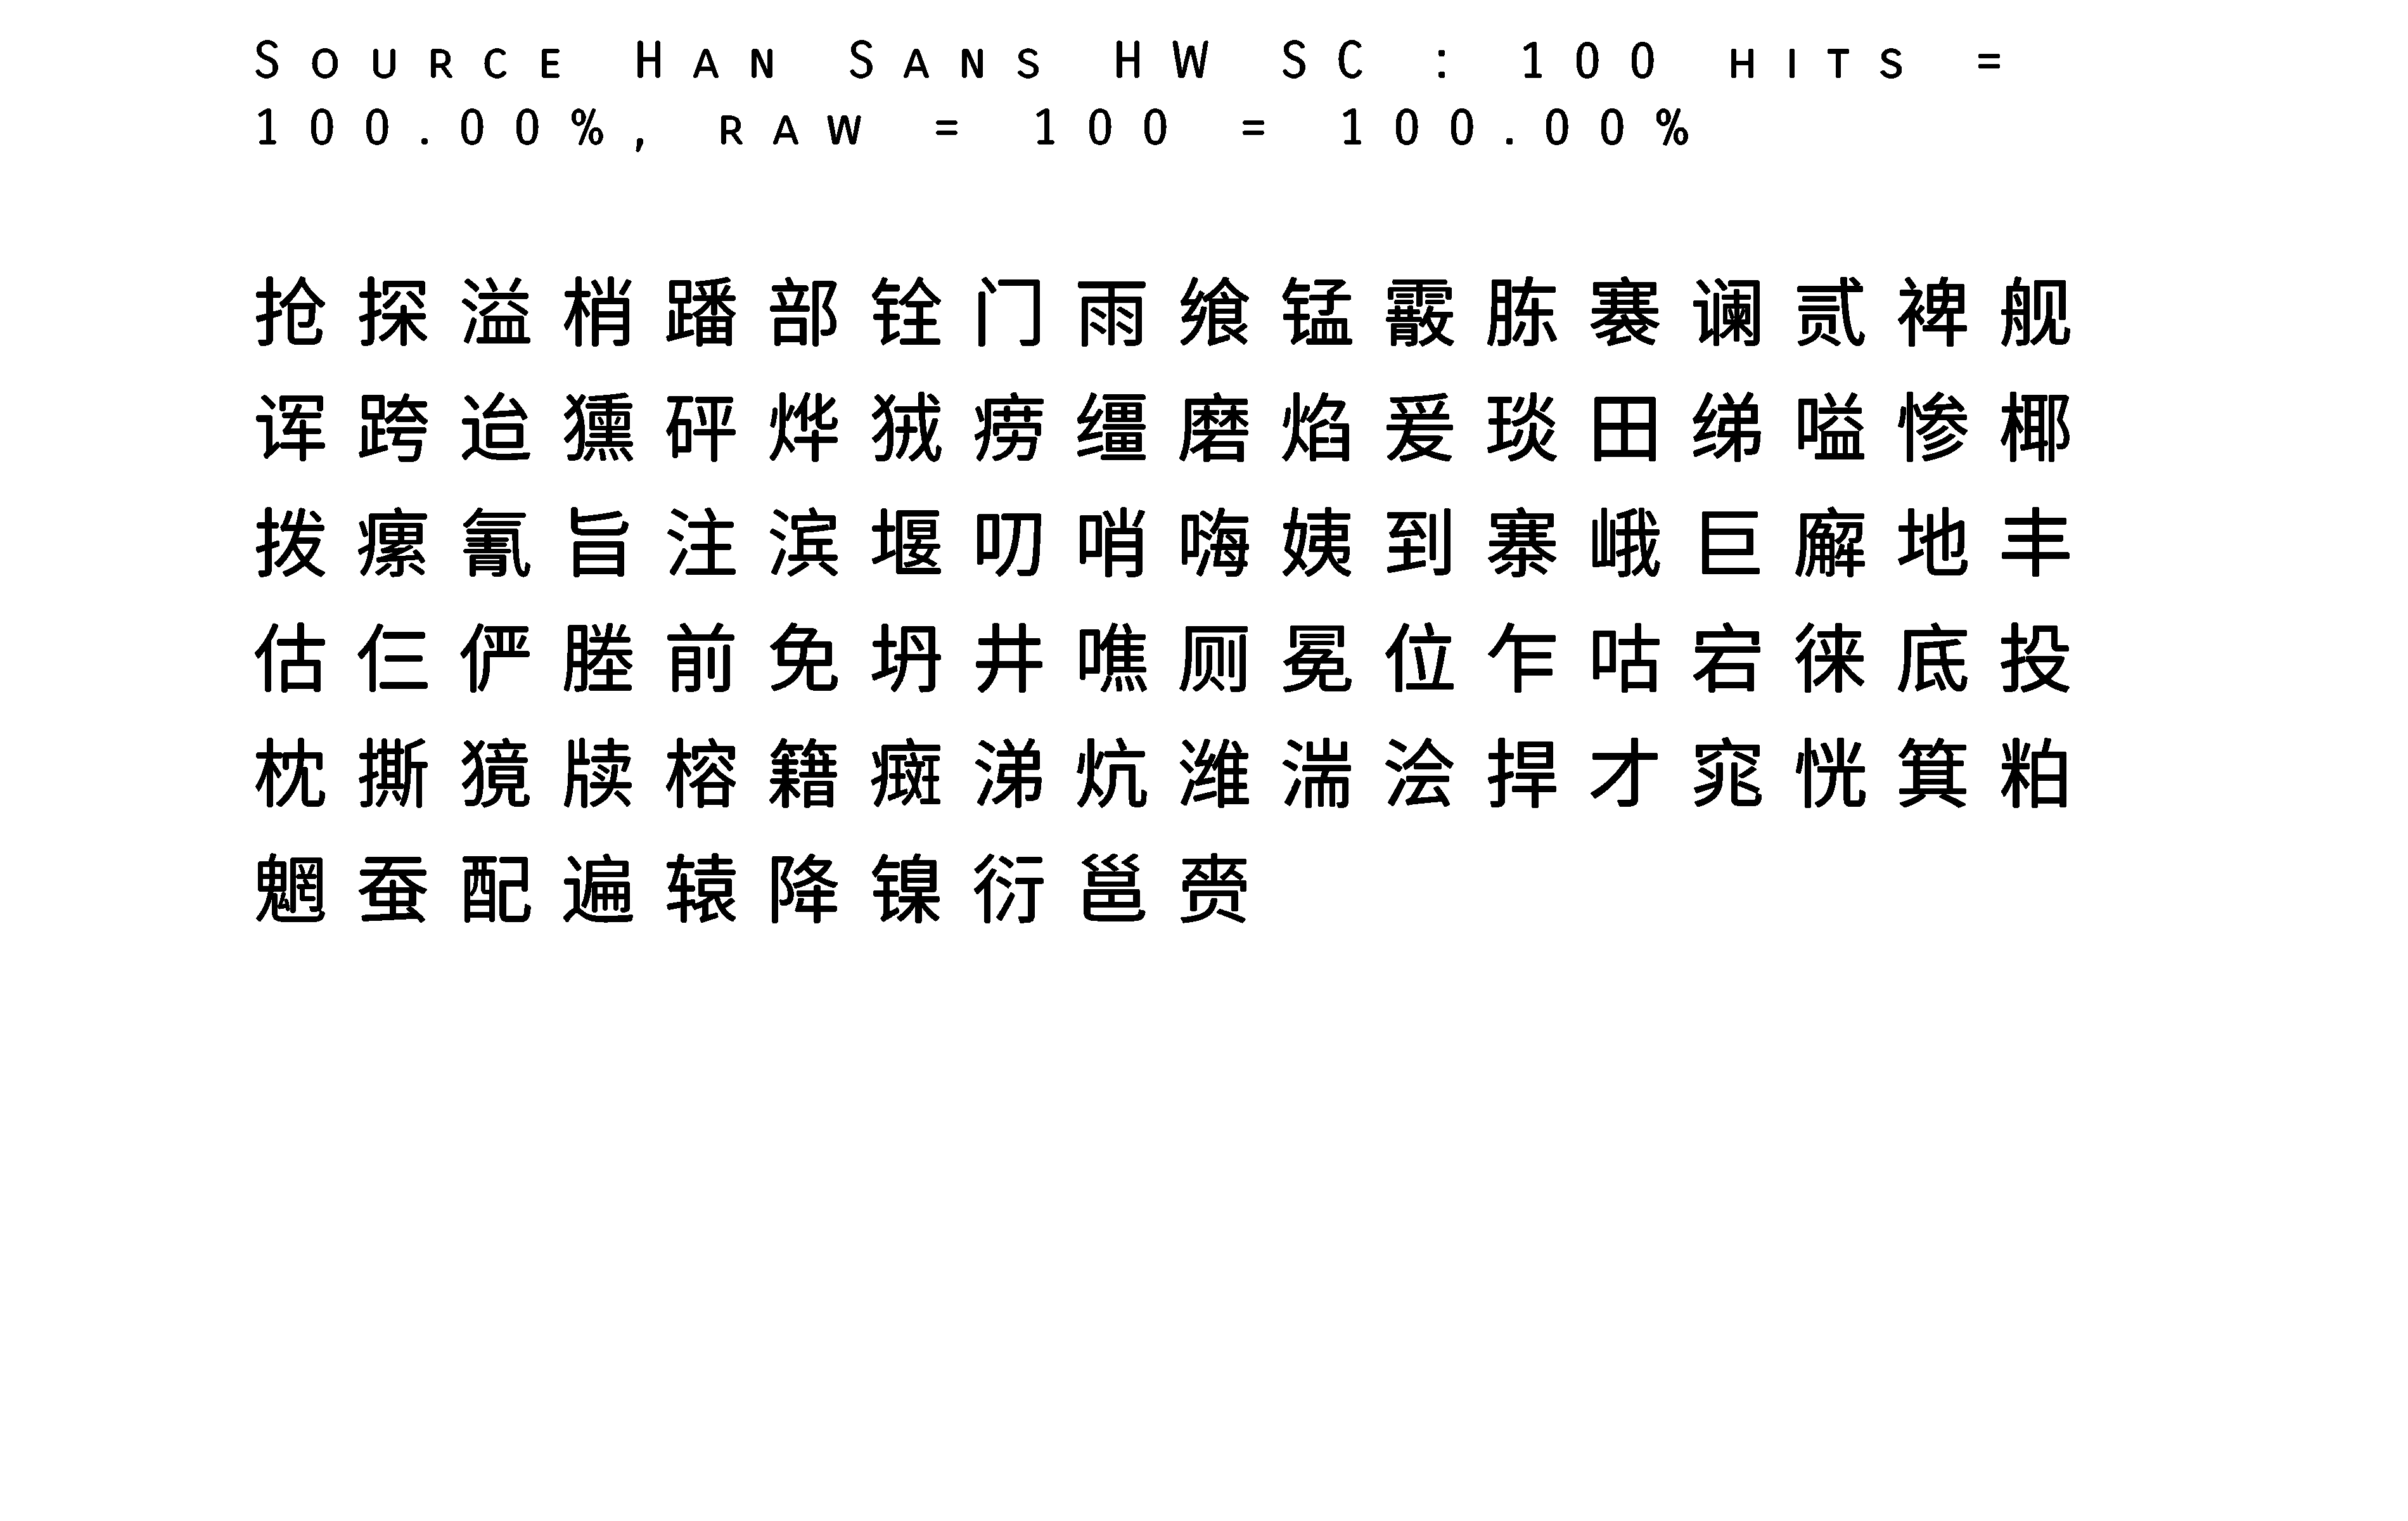 Source Han Sans HW SC : 100 hits =
100.00%, raw = 100 = 100.00%
抢探溢梢蹯部铨门雨飨锰霰胨褰谰贰裨舰
诨跨迨獯砰烨狨痨缰磨焰爰琰田绨嗌惨椰
拨瘰氰旨注滨堰叨哨嗨姨到寨峨巨廨地丰
估仨俨塍前免坍井噍厕冕位乍咕宕徕底投
枕撕獍牍榕籍癍涕炕潍湍浍捍才窕恍箕粕
魍蚕配遍辕降镍衍邕赍